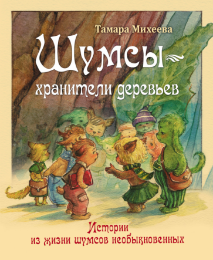 Тамара Михеева
Шумсы –
хранители деревьев
Истории
из жизни шумсов необыкновенных